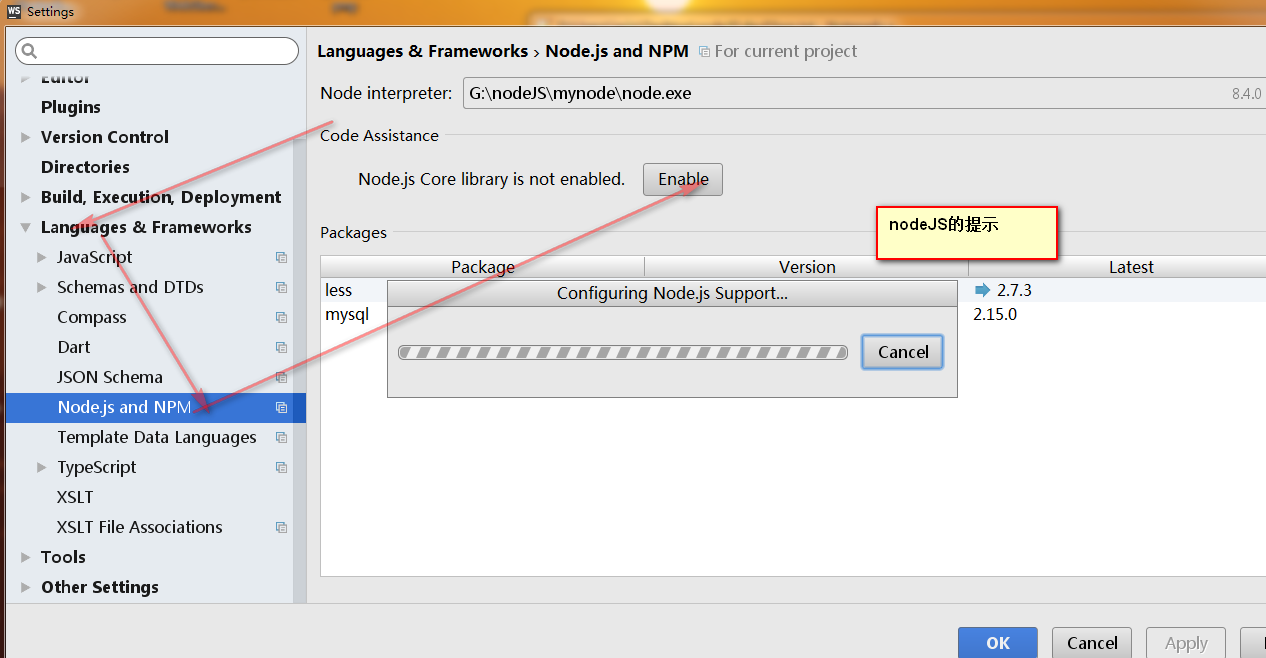 WS Settings
Languages & Frameworks › Node.js and NPM For current project
Node interpreter: G:\nodeJS\mynode\node.exe 8.4.0
Code Assistance
Node.js Core library is not enabled. Enable
nodeJS的提示
Packages
Package Version Latest
less 2.7.3
mysql 2.15.0
Configuring Node.js Support...
Cancel
Editor
Plugins
Version Control
Directories
Build, Execution, Deployment
Languages & Frameworks
JavaScript
Schemas and DTDs
Compass
Dart
JSON Schema
Node.js and NPM
Template Data Languages
TypeScript
XSLT
XSLT File Associations
Tools
Other Settings
OK Cancel Apply